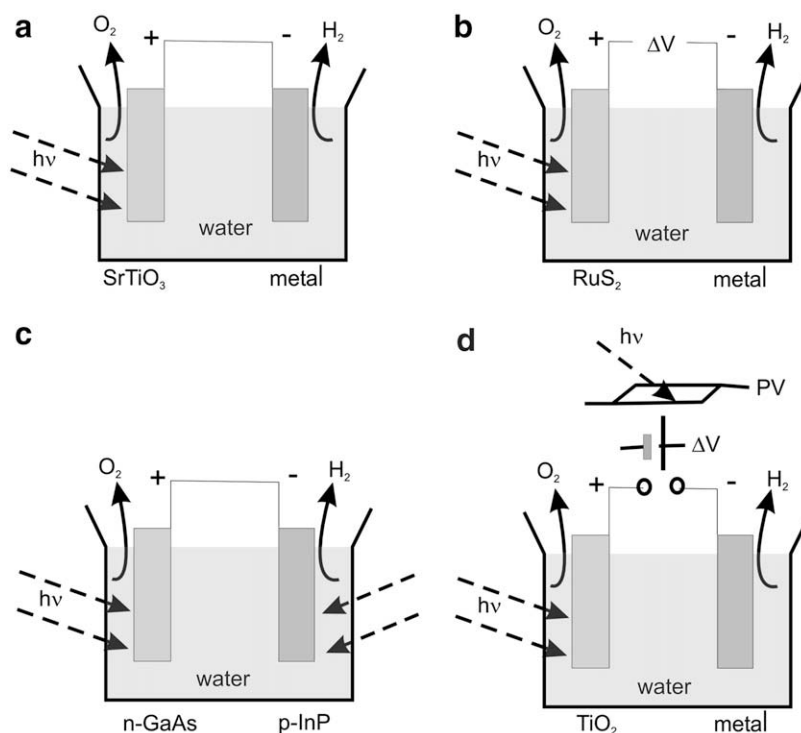 a
O₂ + - H₂
hν
water
SrTiO₃ metal
b
O₂ + ΔV - H₂
hν
water
RuS₂ metal
c
O₂ + - H₂
hν
water
n-GaAs p-InP
d
hν
PV
ΔV
O₂ + - H₂
hν
water
TiO₂ metal